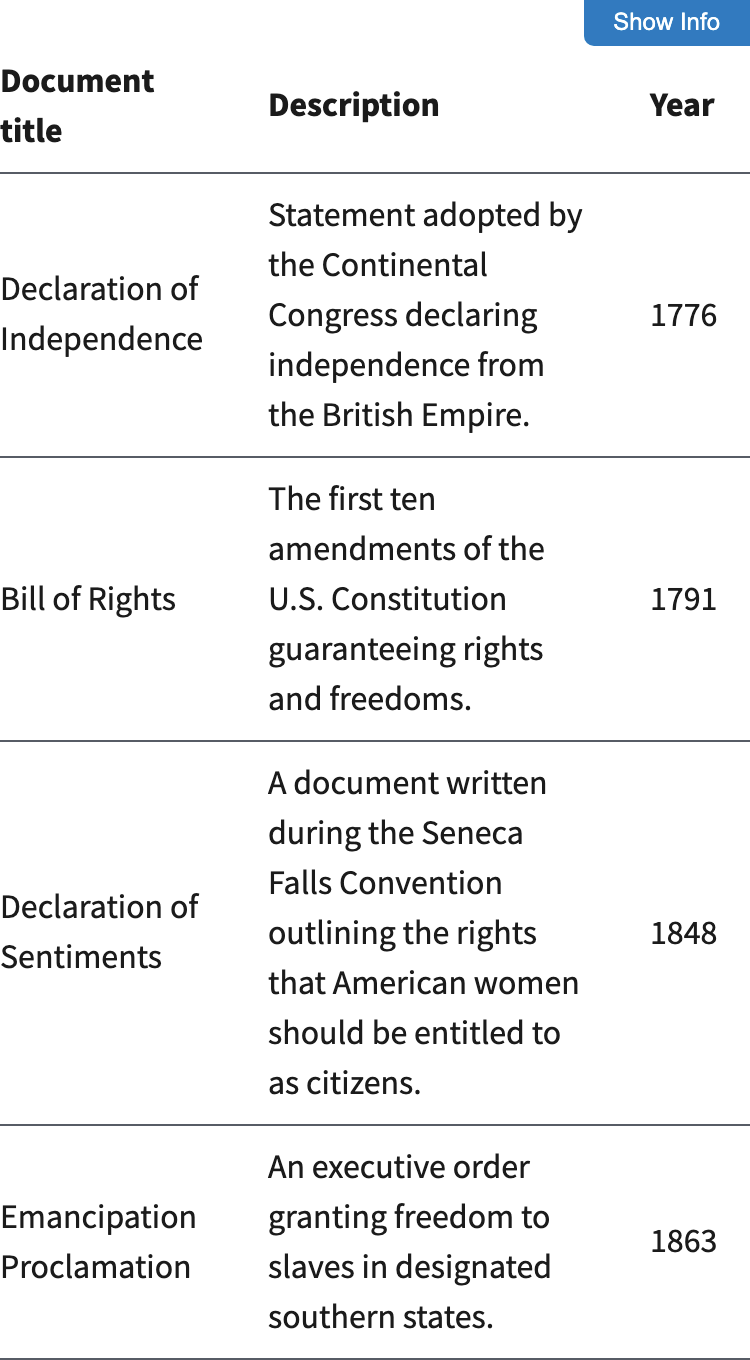 Show Info
Document
title
Description
Year
Declaration of
Independence
Statement adopted by
the Continental
Congress declaring
independence from
the British Empire.
1776
Bill of Rights
The first ten
amendments of the
U.S. Constitution
guaranteeing rights
and freedoms.
1791
Declaration of
Sentiments
A document written
during the Seneca
Falls Convention
outlining the rights
that American women
should be entitled to
as citizens.
1848
Emancipation
Proclamation
An executive order
granting freedom to
slaves in designated
southern states.
1863